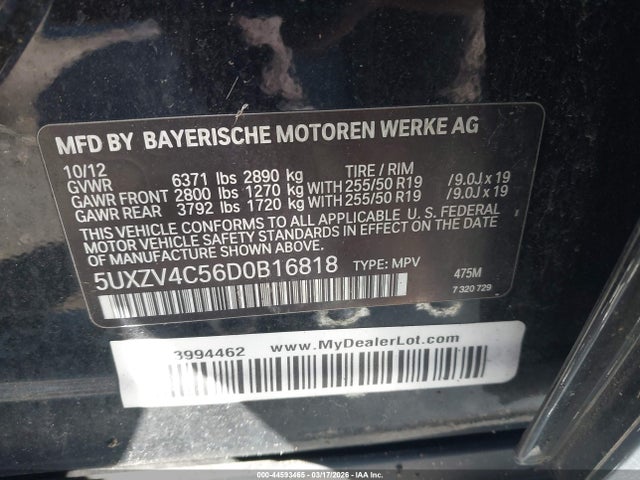 MFD BY BAYERISCHE MOTOREN WERKE AG
10/12 TIRE / RIM
GVWR 6371 lbs 2890 kg
GAWR FRONT 2800 lbs 1270 kg WITH 255/50 R19 /9.0J x 19
GAWR REAR 3792 lbs 1720 kg WITH 255/50 R19 /9.0J x 19
THIS VEHICLE CONFORMS TO ALL APPLICABLE U. S. FEDERAL
MOTOR VEHICLE SAFETY STANDARDS IN EFFECT ON THE
DATE OF MANUFACTURE SHOWN ABOVE.
5UXZV4C56D0B16818 TYPE: MPV 475M
7 320 729
3994462 www.MyDealerLot.com
000-44593465 - 03/17/2026 - IAA, Inc.